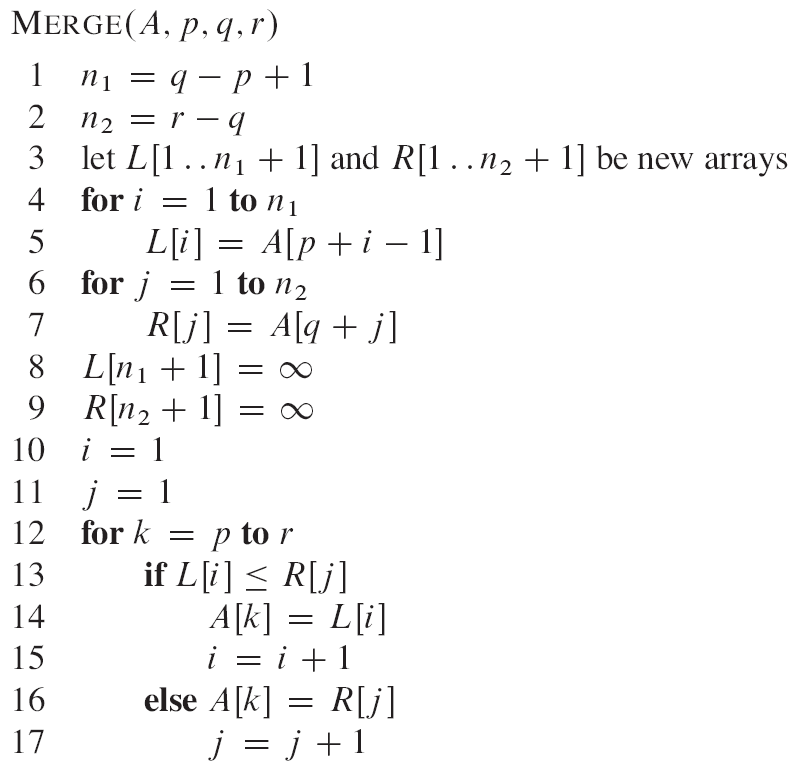 MERGE(A, p, q, r)
1 n₁ = q − p + 1
2 n₂ = r − q
3 let L[1 . . n₁ + 1] and R[1 . . n₂ + 1] be new arrays
4 for i = 1 to n₁
5 L[i] = A[p + i − 1]
6 for j = 1 to n₂
7 R[j] = A[q + j]
8 L[n₁ + 1] = ∞
9 R[n₂ + 1] = ∞
10 i = 1
11 j = 1
12 for k = p to r
13 if L[i] ≤ R[j]
14 A[k] = L[i]
15 i = i + 1
16 else A[k] = R[j]
17 j = j + 1